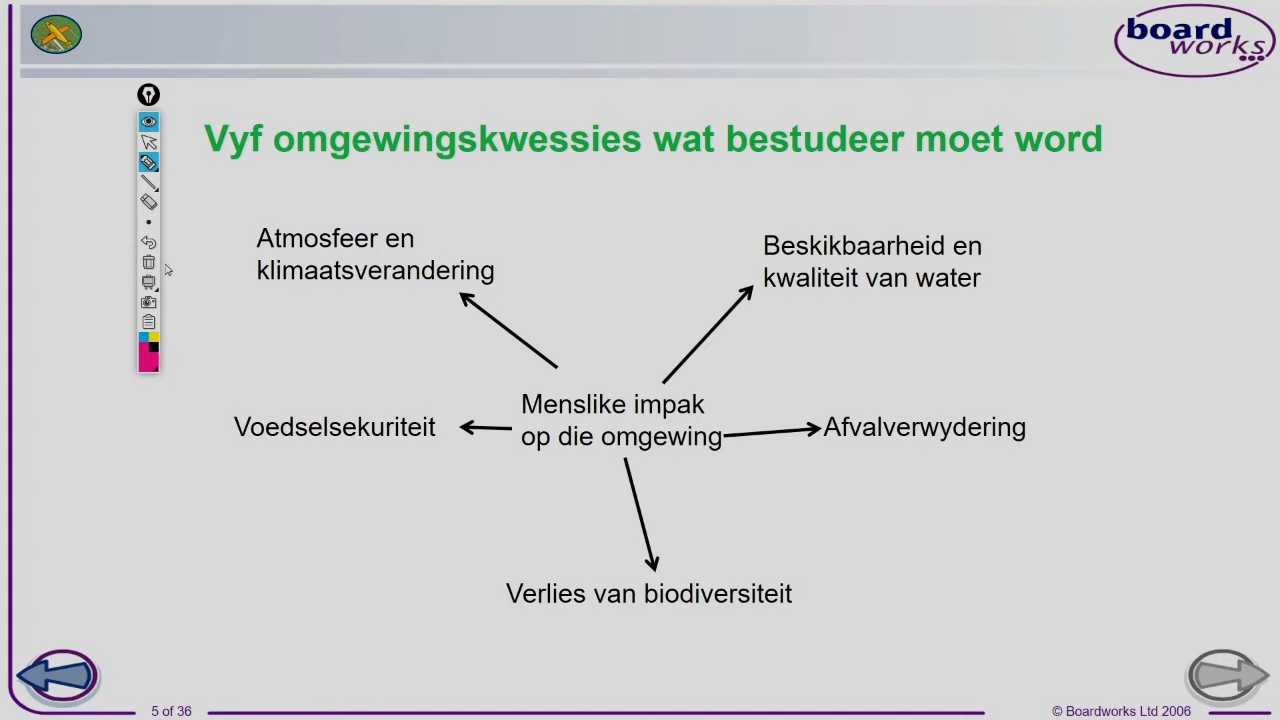 board
works
Vyf omgewingskwessies wat bestudeer moet word
Atmosfeer en
klimaatsverandering
Beskikbaarheid en
kwaliteit van water
Menslike impak
op die omgewing
Voedselsekuriteit
Afvalverwydering
Verlies van biodiversiteit
5 of 36
© Boardworks Ltd 2006